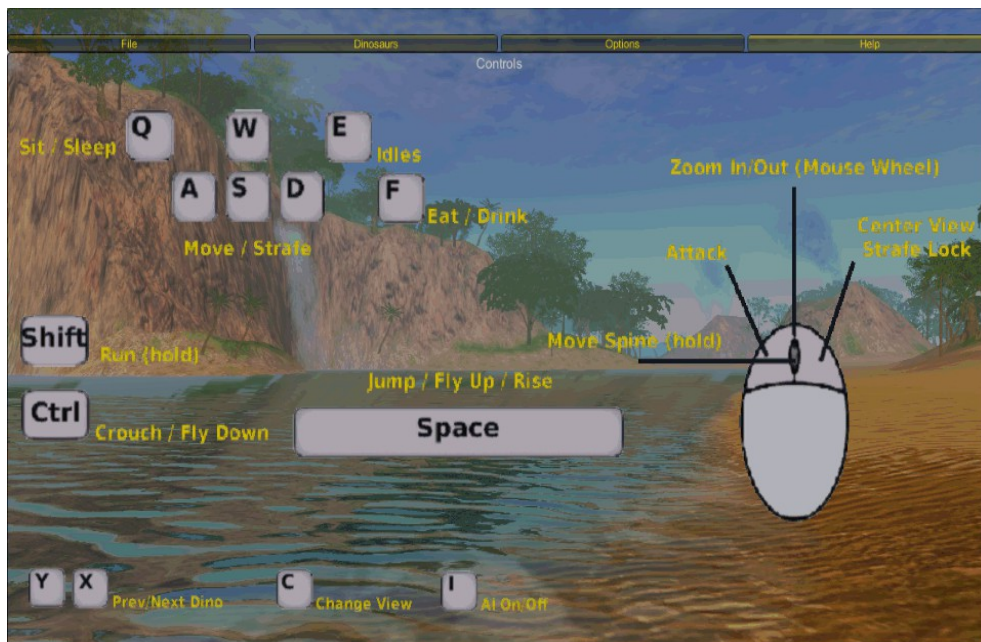 File Dinosaurs Options Help
Controls
Q W E
Sit / Sleep Idles
A S D F
Eat / Drink
Move / Strafe
Zoom In/Out (Mouse Wheel)
Center View
Strafe Lock
Attack
Shift
Run (hold)
Move Spine (hold)
Jump / Fly Up / Rise
Ctrl
Crouch / Fly Down
Space
Y X Prev/Next Dino
C Change View
I AI On/Off